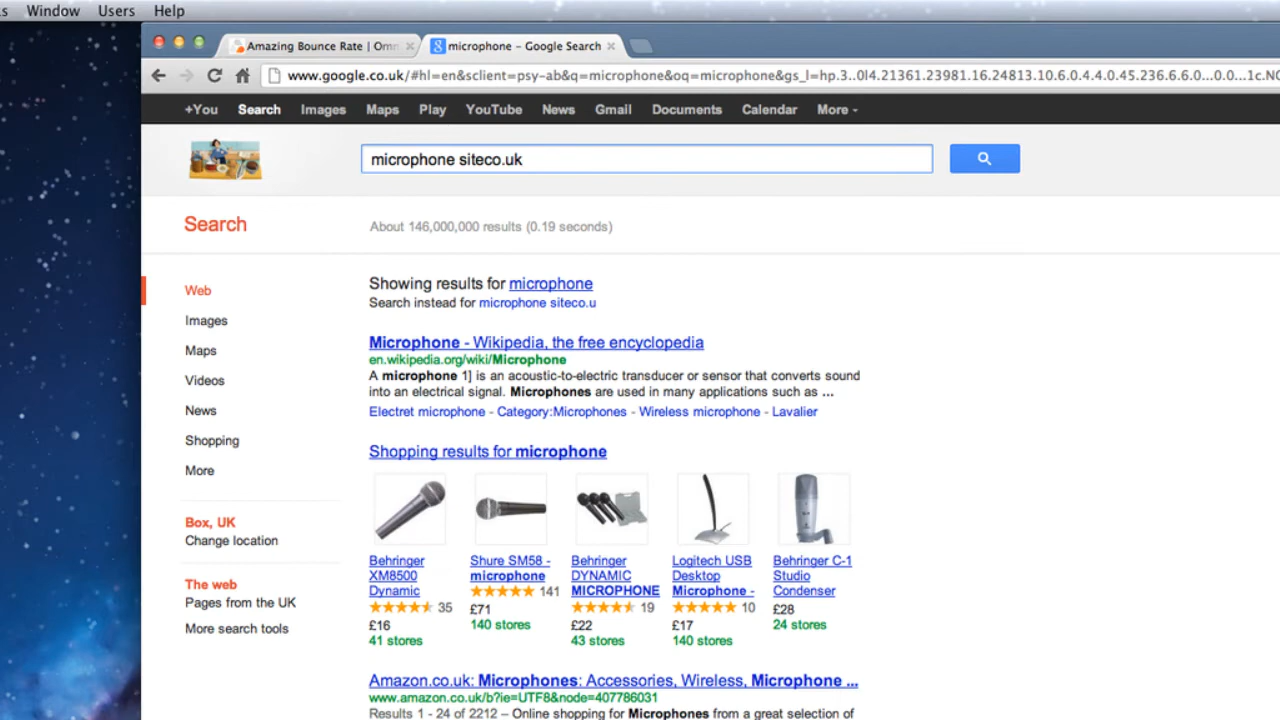 Window Users Help
Amazing Bounce Rate | Omn
microphone - Google Search
www.google.co.uk/#hl=en&sclient=psy-ab&q=microphone&oq=microphone&gs_l=hp.3..0l4.21361.23981.16.24813.10.6.0.4.4.0.45.236.6.6.0...0.0...1c.NC
+You Search Images Maps Play YouTube News Gmail Documents Calendar More
microphone siteco.uk
Search
About 146,000,000 results (0.19 seconds)
Web
Images
Maps
Videos
News
Shopping
More
Box, UK
Change location
The web
Pages from the UK
More search tools
Showing results for microphone
Search instead for microphone siteco.u
Microphone - Wikipedia, the free encyclopedia
en.wikipedia.org/wiki/Microphone
A microphone 1] is an acoustic-to-electric transducer or sensor that converts sound
into an electrical signal. Microphones are used in many applications such as ...
Electret microphone - Category:Microphones - Wireless microphone - Lavalier
Shopping results for microphone
Behringer
XM8500
Dynamic
35
£16
41 stores
Shure SM58 -
microphone
141
£71
140 stores
Behringer
DYNAMIC
MICROPHONE
19
£22
43 stores
Logitech USB
Desktop
Microphone -
10
£17
140 stores
Behringer C-1
Studio
Condenser
£28
24 stores
Amazon.co.uk: Microphones: Accessories, Wireless, Microphone ...
www.amazon.co.uk/b?ie=UTF8&node=407786031
Results 1 - 24 of 2212 – Online shopping for Microphones from a great selection of